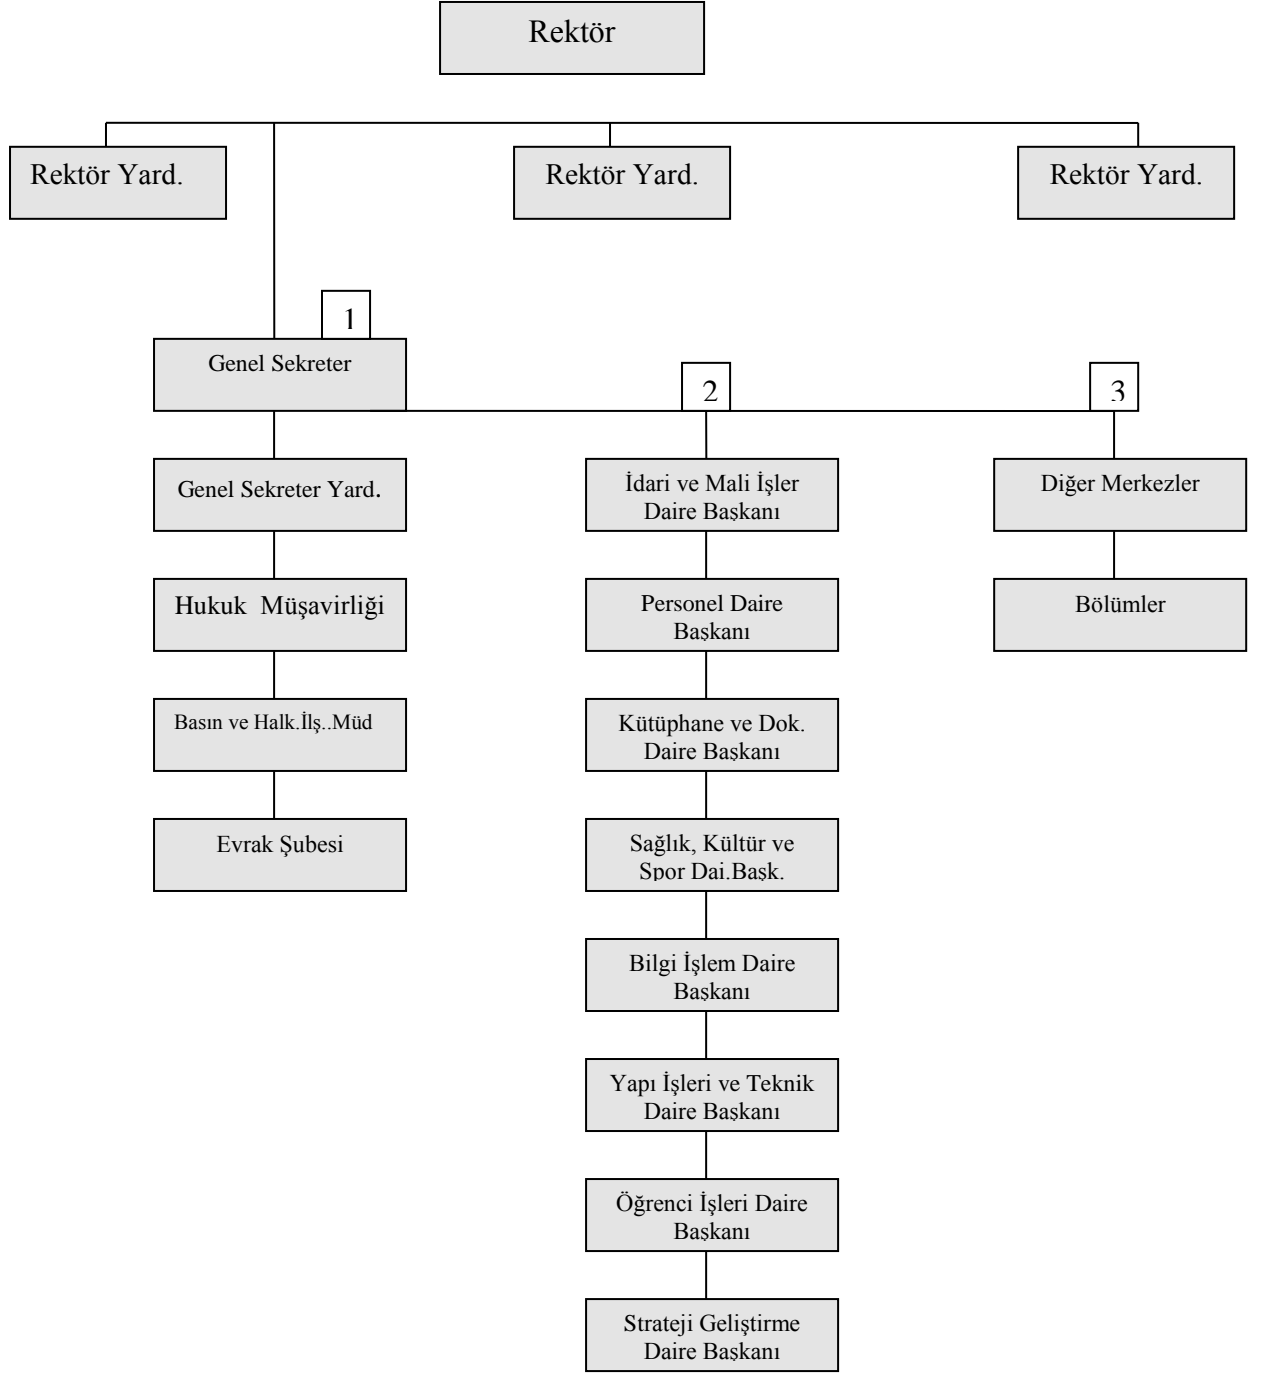 Rektör
Rektör Yard.
Rektör Yard.
Rektör Yard.
1
Genel Sekreter
2
3
Genel Sekreter Yard.
İdari ve Mali İşler
Daire Başkanı
Diğer Merkezler
Hukuk Müşavirliği
Personel Daire
Başkanı
Bölümler
Basın ve Halk.İlş..Müd
Kütüphane ve Dok.
Daire Başkanı
Evrak Şubesi
Sağlık, Kültür ve
Spor Dai.Başk.
Bilgi İşlem Daire
Başkanı
Yapı İşleri ve Teknik
Daire Başkanı
Öğrenci İşleri Daire
Başkanı
Strateji Geliştirme
Daire Başkanı